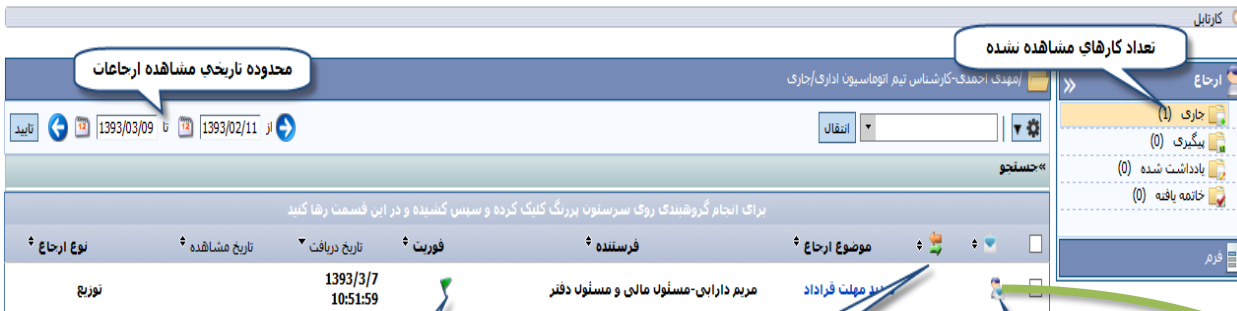 کارتابل
تعداد کارهای مشاهده نشده
محدوده تاریخی مشاهده ارجاعات
ارجاع
/مهدی احمدی-کارشناس تیم اتوماسیون اداری/جاری
جاری (1)
پیگیری (0)
یادداشت شده (0)
خاتمه یافته (0)
فرم
انتقال
از 1393/02/11 تا 1393/03/09 تایید
»جستجو
برای انجام گروهبندی روی سرستون پررنگ کلیک کرده و سپس کشیده و در این قسمت رها کنید
موضوع ارجاع فرستنده فوریت تاریخ دریافت تاریخ مشاهده نوع ارجاع
مهلت قراداد مریم دارابی-مسئول مالی و مسئول دفتر 1393/3/7 توزیع
10:51:59